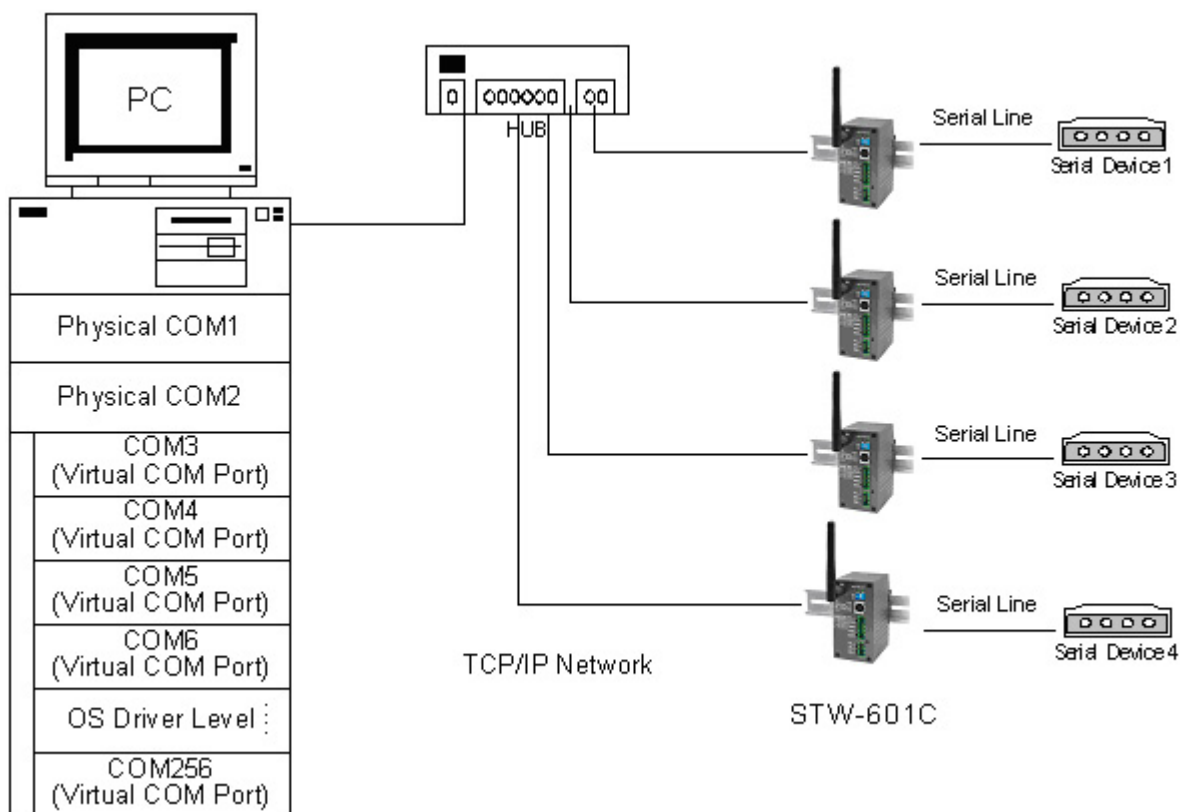 PC
HUB
Physical COM1
Physical COM2
COM3
(Virtual COM Port)
COM4
(Virtual COM Port)
COM5
(Virtual COM Port)
COM6
(Virtual COM Port)
OS Driver Level
COM256
(Virtual COM Port)
TCP/IP Network
Serial Line
Serial Device 1
Serial Line
Serial Device 2
Serial Line
Serial Device 3
Serial Line
Serial Device 4
STW-601C